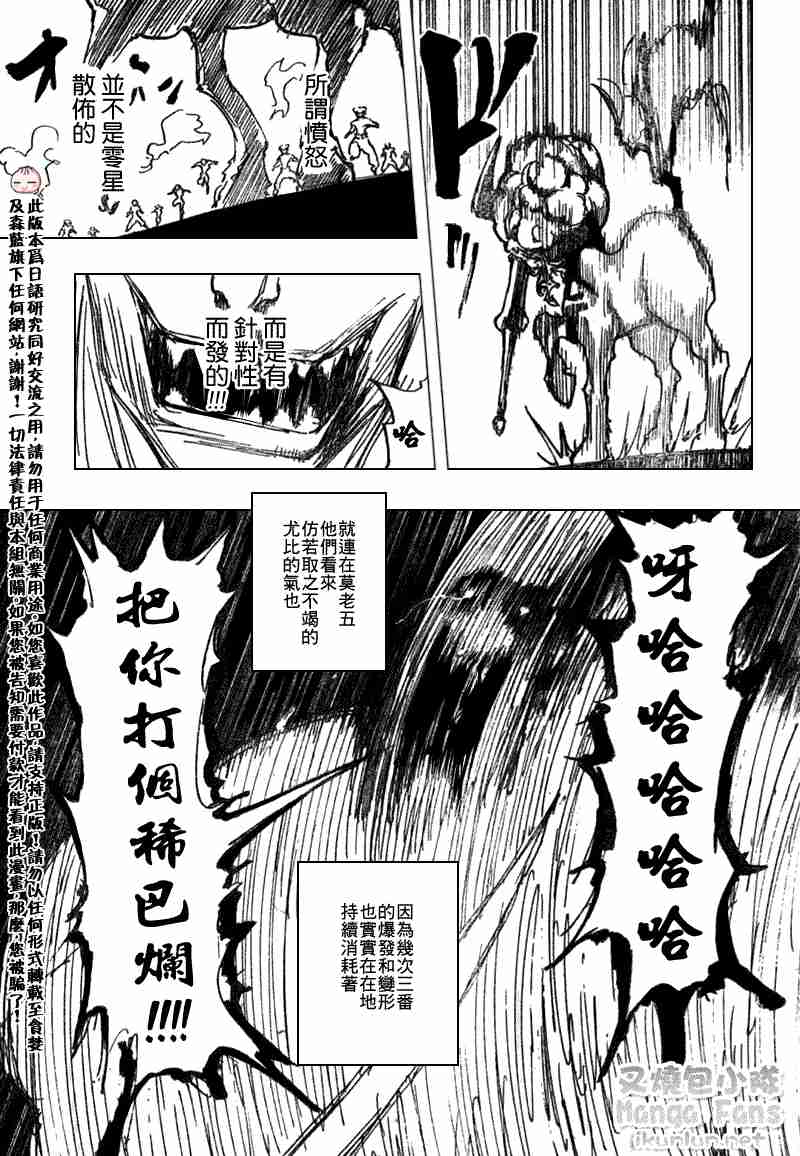 ド
ド
所謂憤怒
並不是零星
散佈的
オ
而是有
針對性
而發的!!!
哈
呀哈哈哈哈哈
就連在莫老五
他們看來
仿若取之不竭的
尤比的氣也
把你打個稀巴爛!!!!
因為幾次三番
的爆發和變形
也實實在在地
持續消耗著
此版本爲日語研究同好交流之用,請勿用于任何商業用途,如您喜歡此作品,請支持正版!請勿以任何形式轉載至貪婪
及森藍旗下任何網站,謝謝!一切法律責任與本組無關,如果您被告知需要付款才能看到此漫畫,那麽,您被騙了!
叉燒包小隊
Manga Fans
ikunlun.net